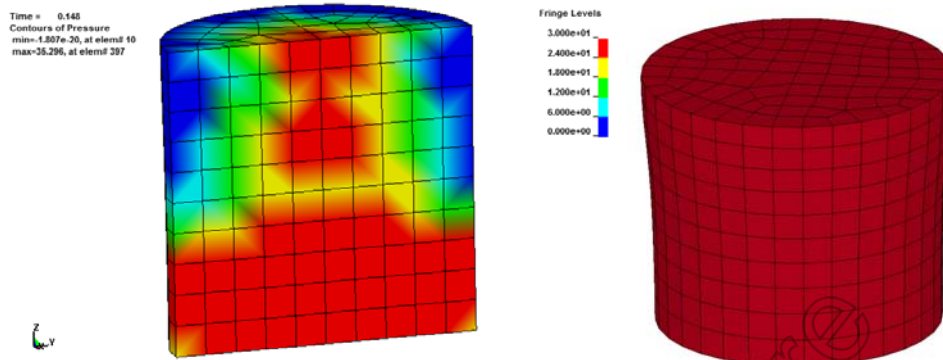 Time = 0.148
Contours of Pressure
min=-1.807e-20, at elem# 10
max=35.296, at elem# 397
Fringe Levels
3.000e+01
2.400e+01
1.800e+01
1.200e+01
6.000e+00
0.000e+00
Z
X Y